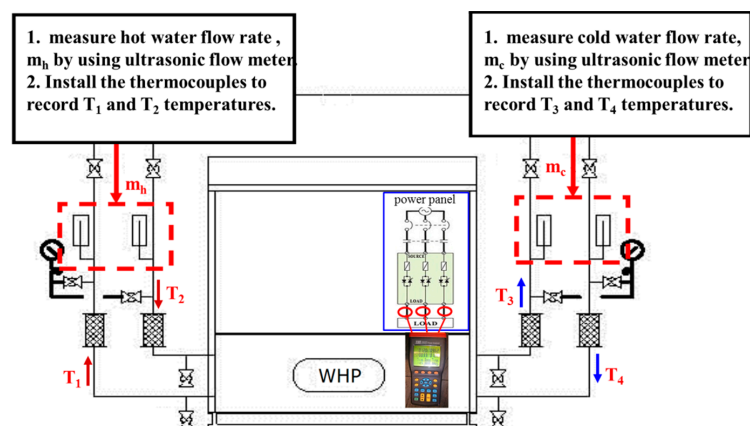 1. measure hot water flow rate ,
mh by using ultrasonic flow meter.
2. Install the thermocouples to
record T1 and T2 temperatures.
1. measure cold water flow rate,
mc by using ultrasonic flow meter
2. Install the thermocouples to
record T3 and T4 temperatures.
mh
mc
power panel
SOURCE
LOAD
LOAD
T2
T3
T1
WHP
T4